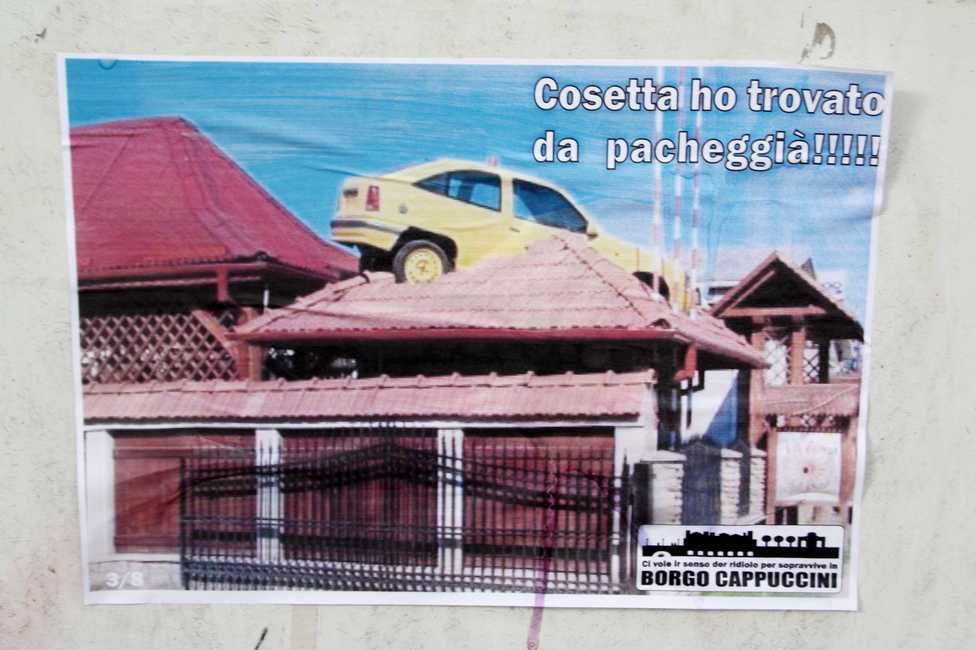 Cosetta ho trovato
da pacheggià!!!!!
3/8
Ci vole ir senso der ridiolo per sopravvive in
BORGO CAPPUCCINI